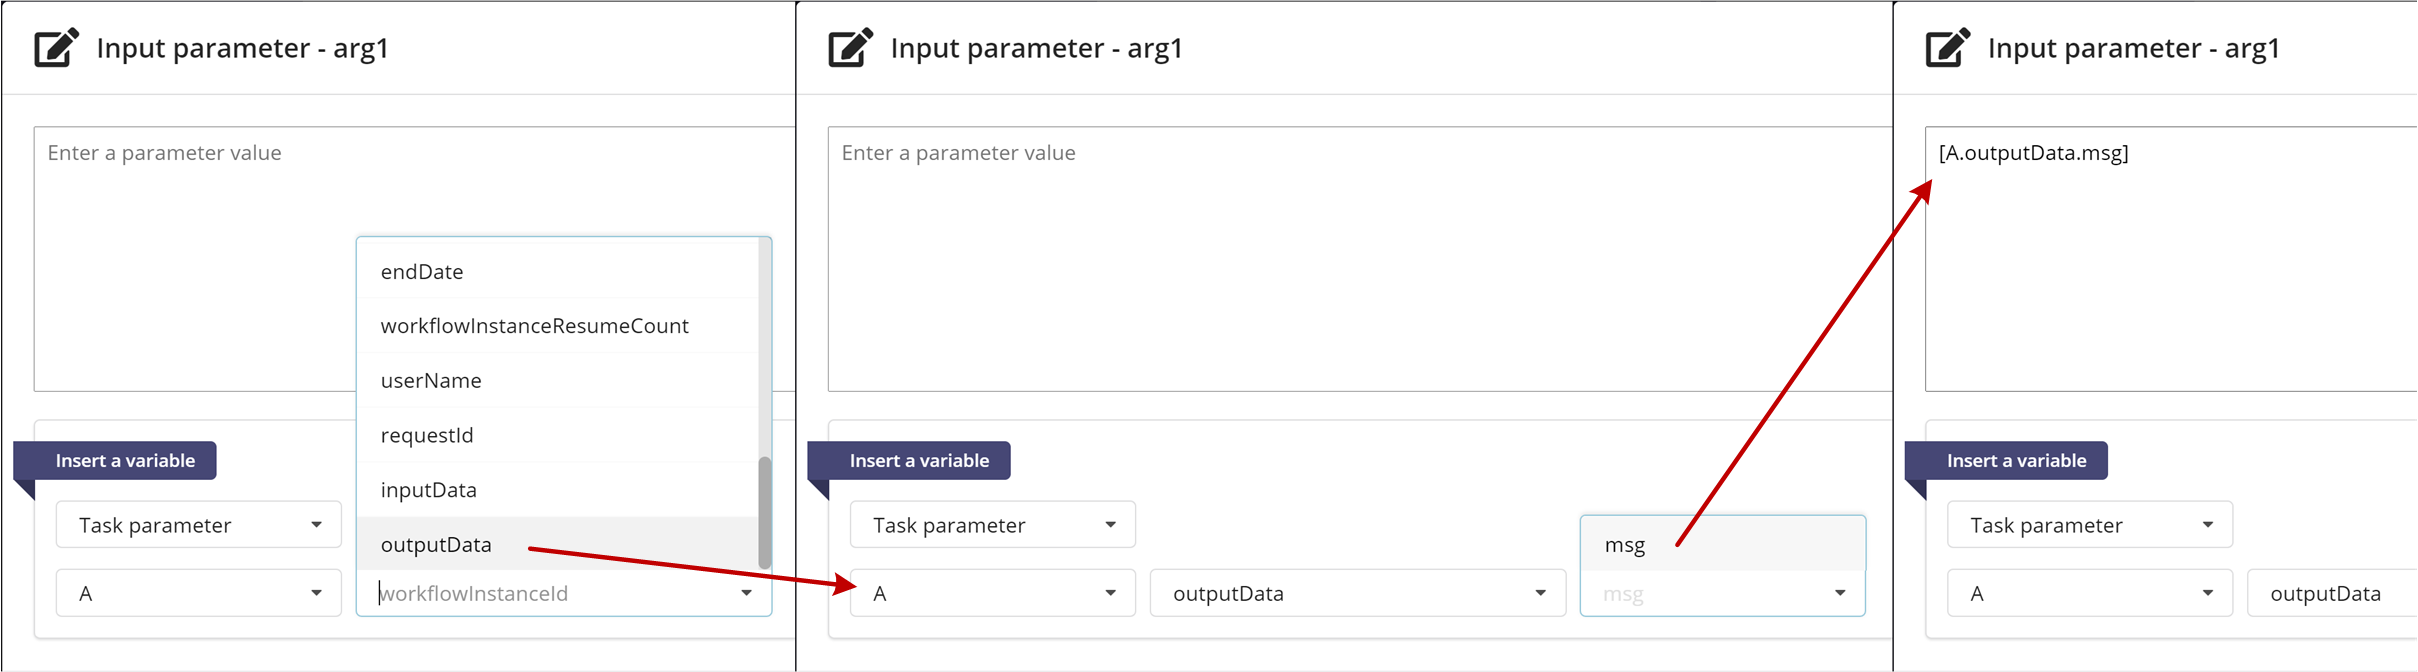 Input parameter - arg1
Enter a parameter value
endDate
workflowInstanceResumeCount
userName
requestId
inputData
outputData
Insert a variable
Task parameter
A
workflowInstanceId
Input parameter - arg1
Enter a parameter value
Insert a variable
Task parameter
msg
A
outputData
msg
Input parameter - arg1
[A.outputData.msg]
Insert a variable
Task parameter
A
outputData